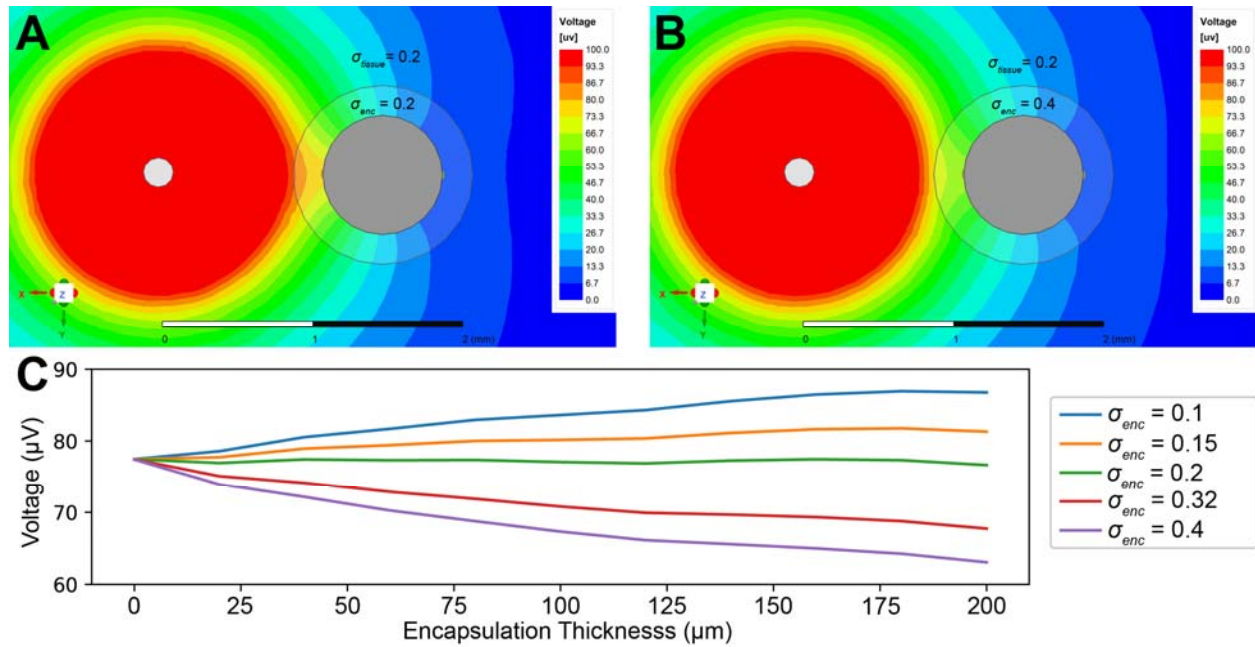 A
σtissue = 0.2
σenc = 0.2
Voltage
[uv]
100.0
93.3
86.7
80.0
73.3
66.7
60.0
53.3
46.7
40.0
33.3
26.7
20.0
13.3
6.7
0.0
X
Z
Y
0
1
2 (mm)
B
σtissue = 0.2
σenc = 0.4
Voltage
[uv]
100.0
93.3
86.7
80.0
73.3
66.7
60.0
53.3
46.7
40.0
33.3
26.7
20.0
13.3
6.7
0.0
X
Z
Y
0
1
2 (mm)
C
90
80
70
60
Voltage (μV)
0
25
50
75
100
125
150
175
200
Encapsulation Thicknesss (μm)
σenc = 0.1
σenc = 0.15
σenc = 0.2
σenc = 0.32
σenc = 0.4